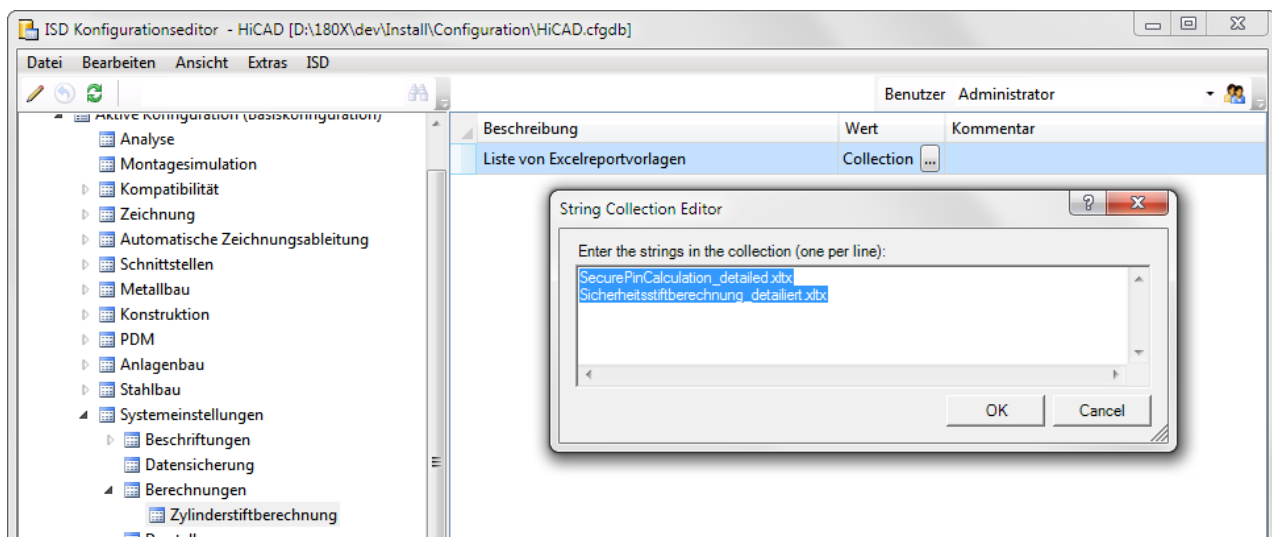 ISD Konfigurationseditor - HiCAD [D:\180X\dev\Install\Configuration\HiCAD.cfgdb]
Datei Bearbeiten Ansicht Extras ISD
Benutzer Administrator
Aktive Konfiguration (Basiskonfiguration)
Analyse
Montagesimulation
Kompatibilität
Zeichnung
Automatische Zeichnungsableitung
Schnittstellen
Metallbau
Konstruktion
PDM
Anlagenbau
Stahlbau
Systemeinstellungen
Beschriftungen
Datensicherung
Berechnungen
Zylinderstiftberechnung
Beschreibung Wert Kommentar
Liste von Excelreportvorlagen Collection ...
String Collection Editor
Enter the strings in the collection (one per line):
SecurePinCalculation_detailed.xltx
Sicherheitsstiftberechnung_detailiert.xltx
OK Cancel